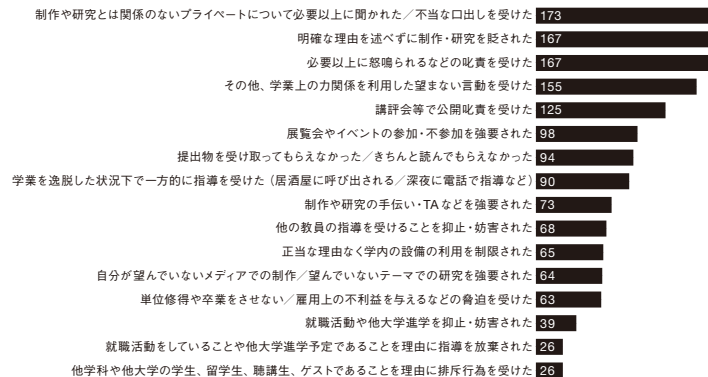 制作や研究とは関係のないプライベートについて必要以上に聞かれた／不当な口出しを受けた 173
明確な理由を述べずに制作・研究を貶された 167
必要以上に怒鳴られるなどの叱責を受けた 167
その他、学業上の力関係を利用した望まない言動を受けた 155
講評会等で公開叱責を受けた 125
展覧会やイベントの参加・不参加を強要された 98
提出物を受け取ってもらえなかった／きちんと読んでもらえなかった 94
学業を逸脱した状況下で一方的に指導を受けた（居酒屋に呼び出される／深夜に電話で指導など） 90
制作や研究の手伝い・TAなどを強要された 73
他の教員の指導を受けることを抑止・妨害された 68
正当な理由なく学内の設備の利用を制限された 65
自分が望んでいないメディアでの制作／望んでいないテーマでの研究を強要された 64
単位修得や卒業をさせない／雇用上の不利益を与えるなどの脅迫を受けた 63
就職活動や他大学進学を抑止・妨害された 39
就職活動をしていることや他大学進学予定であることを理由に指導を放棄された 26
他学科や他大学の学生、留学生、聴講生、ゲストであることを理由に排斥行為を受けた 26